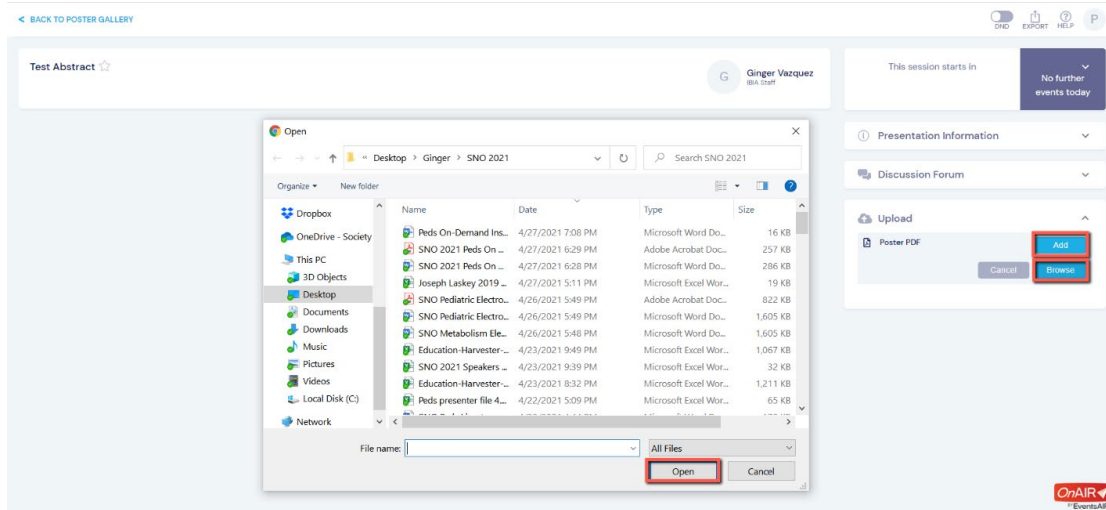 < BACK TO POSTER GALLERY
DND EXPORT HELP P
Test Abstract
G Ginger Vazquez
IBIA Staff
This session starts in
No further
events today
Presentation Information
Discussion Forum
Upload
Poster PDF
Add
Cancel Browse
Open
« Desktop > Ginger > SNO 2021
Search SNO 2021
Organize New folder
Name Date Type Size
Dropbox
OneDrive - Society
This PC
3D Objects
Desktop
Documents
Downloads
Music
Pictures
Videos
Local Disk (C:)
Network
Peds On-Demand Ins... 4/27/2021 7:08 PM Microsoft Word Do... 16 KB
SNO 2021 Peds On ... 4/27/2021 6:29 PM Adobe Acrobat Doc... 257 KB
SNO 2021 Peds On ... 4/27/2021 6:28 PM Microsoft Word Do... 286 KB
Joseph Laskey 2019 ... 4/27/2021 5:11 PM Microsoft Excel Wor... 19 KB
SNO Pediatric Electro... 4/26/2021 5:49 PM Adobe Acrobat Doc... 822 KB
SNO Pediatric Electro... 4/26/2021 5:49 PM Microsoft Word Do... 1,605 KB
SNO Metabolism Ele... 4/26/2021 5:48 PM Microsoft Word Do... 1,605 KB
Education-Harvester-... 4/23/2021 9:49 PM Microsoft Excel Wor... 1,067 KB
SNO 2021 Speakers ... 4/23/2021 9:39 PM Microsoft Excel Wor... 32 KB
Education-Harvester-... 4/23/2021 8:32 PM Microsoft Excel Wor... 1,211 KB
Peds presenter file 4... 4/22/2021 5:09 PM Microsoft Excel Wor... 65 KB
File name: All Files
Open Cancel
OnAIR
BY EventsAI